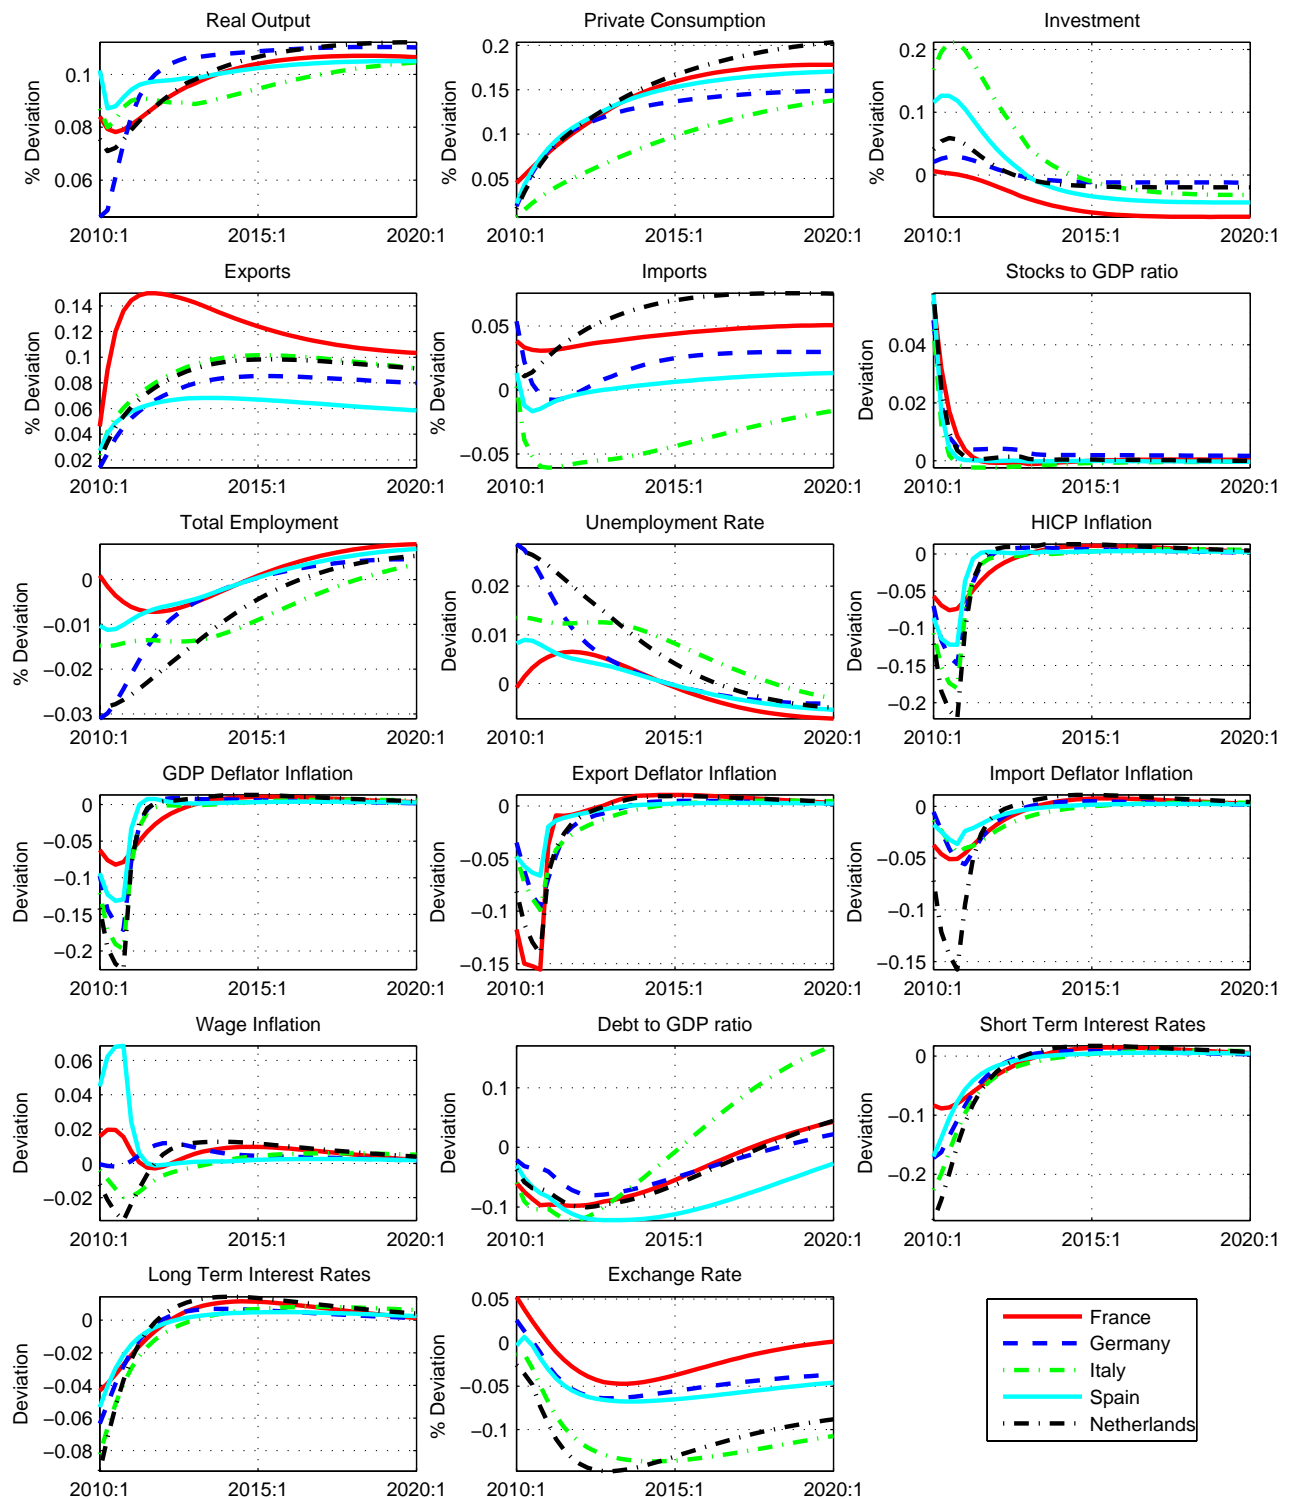 Real Output
% Deviation
0.1
0.08
0.06
2010:1 2015:1 2020:1
Private Consumption
% Deviation
0.2
0.15
0.1
0.05
2010:1 2015:1 2020:1
Investment
% Deviation
0.2
0.1
0
2010:1 2015:1 2020:1
Exports
% Deviation
0.14
0.12
0.1
0.08
0.06
0.04
0.02
2010:1 2015:1 2020:1
Imports
% Deviation
0.05
0
−0.05
2010:1 2015:1 2020:1
Stocks to GDP ratio
Deviation
0.04
0.02
0
2010:1 2015:1 2020:1
Total Employment
% Deviation
0
−0.01
−0.02
−0.03
2010:1 2015:1 2020:1
Unemployment Rate
Deviation
0.02
0.01
0
2010:1 2015:1 2020:1
HICP Inflation
Deviation
0
−0.05
−0.1
−0.15
−0.2
2010:1 2015:1 2020:1
GDP Deflator Inflation
Deviation
0
−0.05
−0.1
−0.15
−0.2
2010:1 2015:1 2020:1
Export Deflator Inflation
Deviation
0
−0.05
−0.1
−0.15
2010:1 2015:1 2020:1
Import Deflator Inflation
Deviation
0
−0.05
−0.1
−0.15
2010:1 2015:1 2020:1
Wage Inflation
Deviation
0.06
0.04
0.02
0
−0.02
2010:1 2015:1 2020:1
Debt to GDP ratio
Deviation
0.1
0
−0.1
2010:1 2015:1 2020:1
Short Term Interest Rates
Deviation
0
−0.1
−0.2
2010:1 2015:1 2020:1
Long Term Interest Rates
Deviation
0
−0.02
−0.04
−0.06
−0.08
2010:1 2015:1 2020:1
Exchange Rate
% Deviation
0.05
0
−0.05
−0.1
2010:1 2015:1 2020:1
France
Germany
Italy
Spain
Netherlands